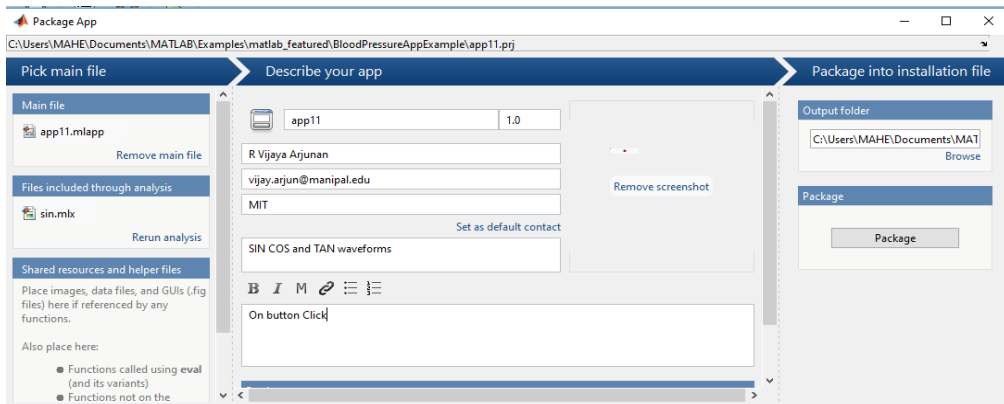 Package App
C:\Users\MAHE\Documents\MATLAB\Examples\matlab_featured\BloodPressureAppExample\app11.prj
Pick main file
Main file
app11.mlapp
Remove main file
Files included through analysis
sin.mlx
Rerun analysis
Shared resources and helper files
Place images, data files, and GUIs (.fig
files) here if referenced by any
functions.
Also place here:
Functions called using eval
(and its variants)
Functions not on the
Describe your app
app11
1.0
R Vijaya Arjunan
vijay.arjun@manipal.edu
MIT
Set as default contact
SIN COS and TAN waveforms
B I M
On button Click
Remove screenshot
Package into installation file
Output folder
C:\Users\MAHE\Documents\MAT
Browse
Package
Package